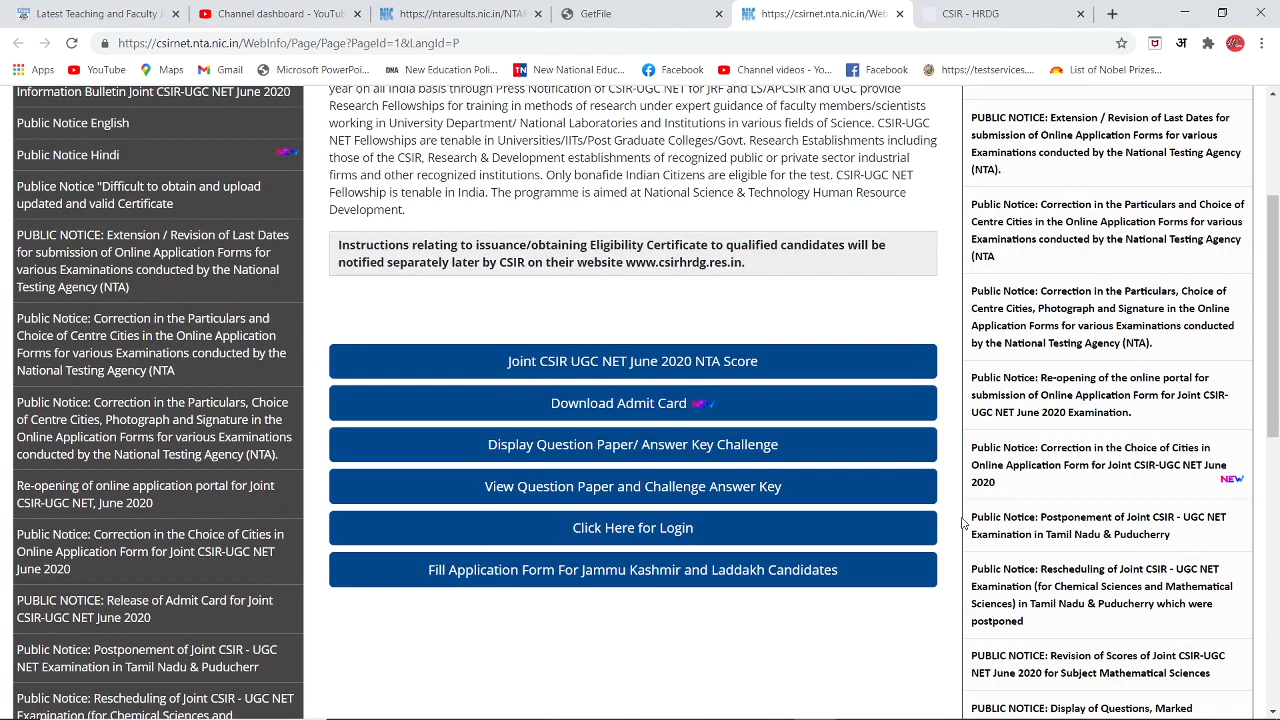 Latest Teaching and Faculty J
Channel dashboard - YouTu
https://ntaresults.nic.in/NTAF
GetFile
https://csirnet.nta.nic.in/Web
CSIR - HRDG
https://csirnet.nta.nic.in/WebInfo/Page/Page?PageId=1&LangId=P
अ
Apps
YouTube
Maps
Gmail
Microsoft PowerPoi...
DNA New Education Poli...
TN New National Educ...
Facebook
Channel videos - Yo...
Facebook
https://testservices...
List of Nobel Prizes...
Information Bulletin Joint CSIR-UGC NET June 2020
Public Notice English
Public Notice Hindi NEW
Publice Notice "Difficult to obtain and upload
updated and valid Certificate
PUBLIC NOTICE: Extension / Revision of Last Dates
for submission of Online Application Forms for
various Examinations conducted by the National
Testing Agency (NTA)
Public Notice: Correction in the Particulars and
Choice of Centre Cities in the Online Application
Forms for various Examinations conducted by the
National Testing Agency (NTA
Public Notice: Correction in the Particulars, Choice
of Centre Cities, Photograph and Signature in the
Online Application Forms for various Examinations
conducted by the National Testing Agency (NTA).
Re-opening of online application portal for Joint
CSIR-UGC NET, June 2020
Public Notice: Correction in the Choice of Cities in
Online Application Form for Joint CSIR-UGC NET
June 2020
PUBLIC NOTICE: Release of Admit Card for Joint
CSIR-UGC NET June 2020
Public Notice: Postponement of Joint CSIR - UGC
NET Examination in Tamil Nadu & Puducherr
Public Notice: Rescheduling of Joint CSIR - UGC NET
Examination (for Chemical Sciences and
year on all India basis through Press Notification of CSIR-UGC NET for JRF and LS/APCSIR and UGC provide
Research Fellowships for training in methods of research under expert guidance of faculty members/scientists
working in University Department/ National Laboratories and Institutions in various fields of Science. CSIR-UGC
NET Fellowships are tenable in Universities/IITs/Post Graduate Colleges/Govt. Research Establishments including
those of the CSIR, Research & Development establishments of recognized public or private sector industrial
firms and other recognized institutions. Only bonafide Indian Citizens are eligible for the test. CSIR-UGC NET
Fellowship is tenable in India. The programme is aimed at National Science & Technology Human Resource
Development.
Instructions relating to issuance/obtaining Eligibility Certificate to qualified candidates will be
notified separately later by CSIR on their website www.csirhrdg.res.in.
Joint CSIR UGC NET June 2020 NTA Score
Download Admit Card NEW
Display Question Paper/ Answer Key Challenge
View Question Paper and Challenge Answer Key
Click Here for Login
Fill Application Form For Jammu Kashmir and Laddakh Candidates
PUBLIC NOTICE: Extension / Revision of Last Dates for
submission of Online Application Forms for various
Examinations conducted by the National Testing Agency
(NTA).
Public Notice: Correction in the Particulars and Choice of
Centre Cities in the Online Application Forms for various
Examinations conducted by the National Testing Agency
(NTA
Public Notice: Correction in the Particulars, Choice of
Centre Cities, Photograph and Signature in the Online
Application Forms for various Examinations conducted
by the National Testing Agency (NTA).
Public Notice: Re-opening of the online portal for
submission of Online Application Form for Joint CSIR-
UGC NET June 2020 Examination.
Public Notice: Correction in the Choice of Cities in
Online Application Form for Joint CSIR-UGC NET June
2020 NEW
Public Notice: Postponement of Joint CSIR - UGC NET
Examination in Tamil Nadu & Puducherry
Public Notice: Rescheduling of Joint CSIR - UGC NET
Examination (for Chemical Sciences and Mathematical
Sciences) in Tamil Nadu & Puducherry which were
postponed
PUBLIC NOTICE: Revision of Scores of Joint CSIR-UGC
NET June 2020 for Subject Mathematical Sciences
PUBLIC NOTICE: Display of Questions, Marked